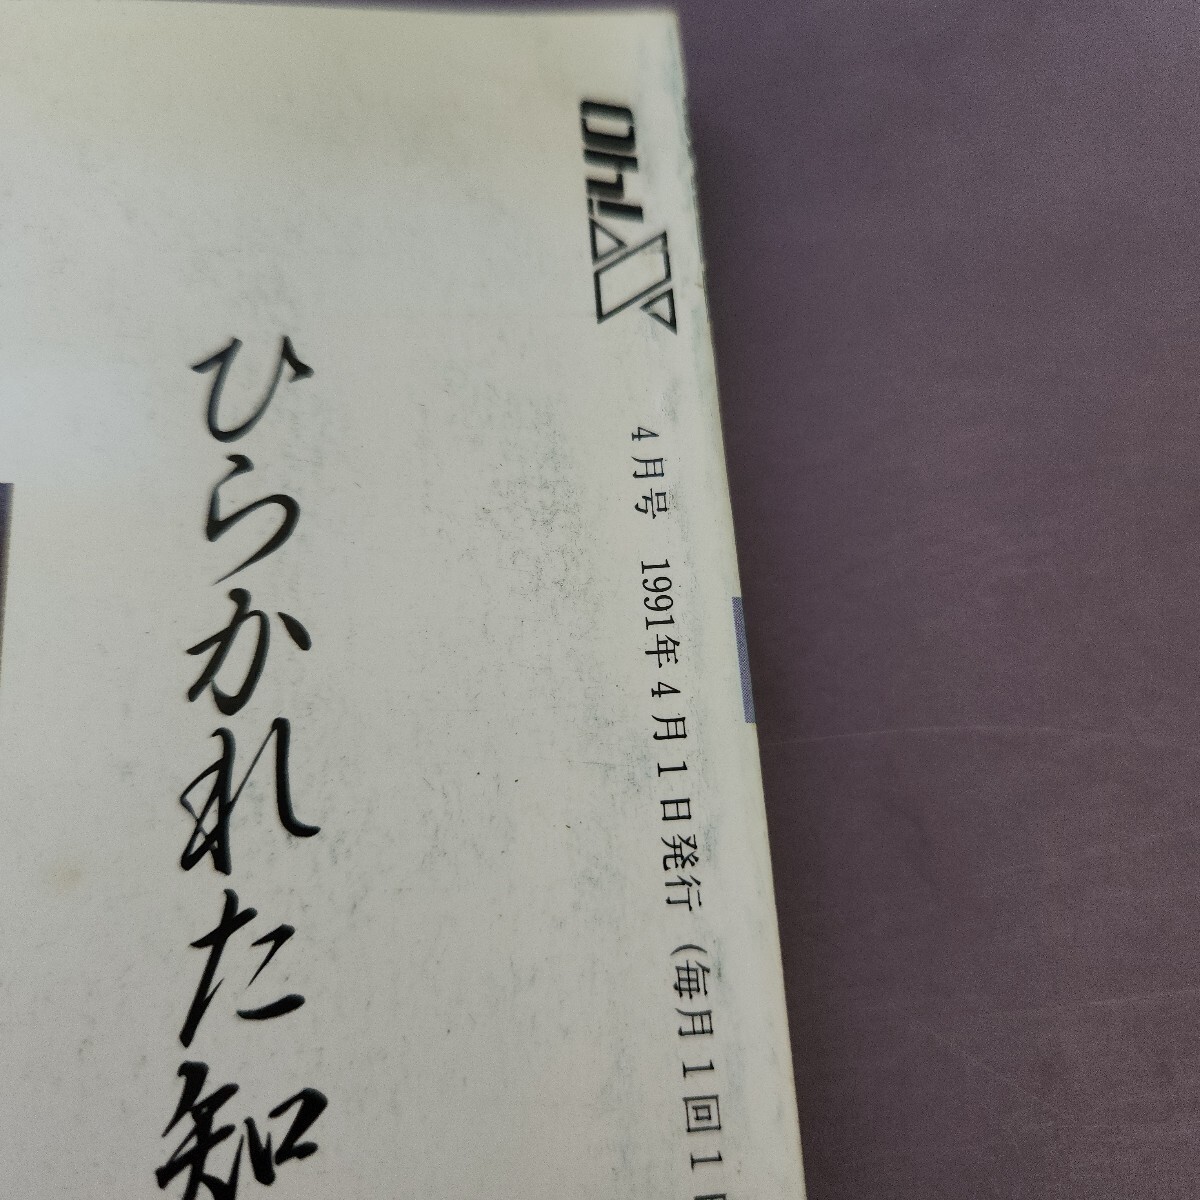 Oh!X
4月号 1991年4月1日発行 (毎月1回1
ひらかれた知